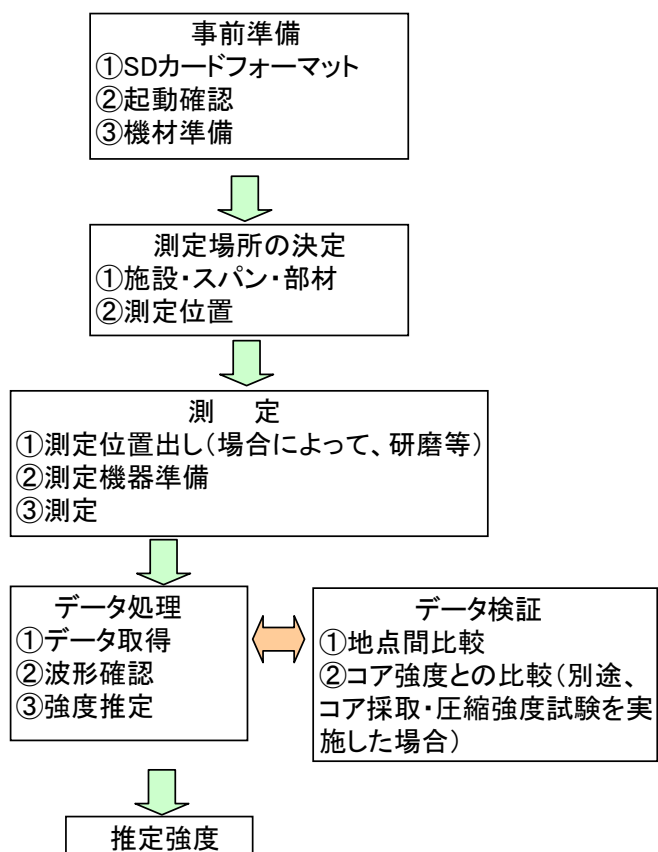 事前準備
①SDカードフォーマット
②起動確認
③機材準備
測定場所の決定
①施設・スパン・部材
②測定位置
測　定
①測定位置出し(場合によって、研磨等)
②測定機器準備
③測定
データ処理
①データ取得
②波形確認
③強度推定
データ検証
①地点間比較
②コア強度との比較(別途、
コア採取・圧縮強度試験を実
施した場合)
推定強度